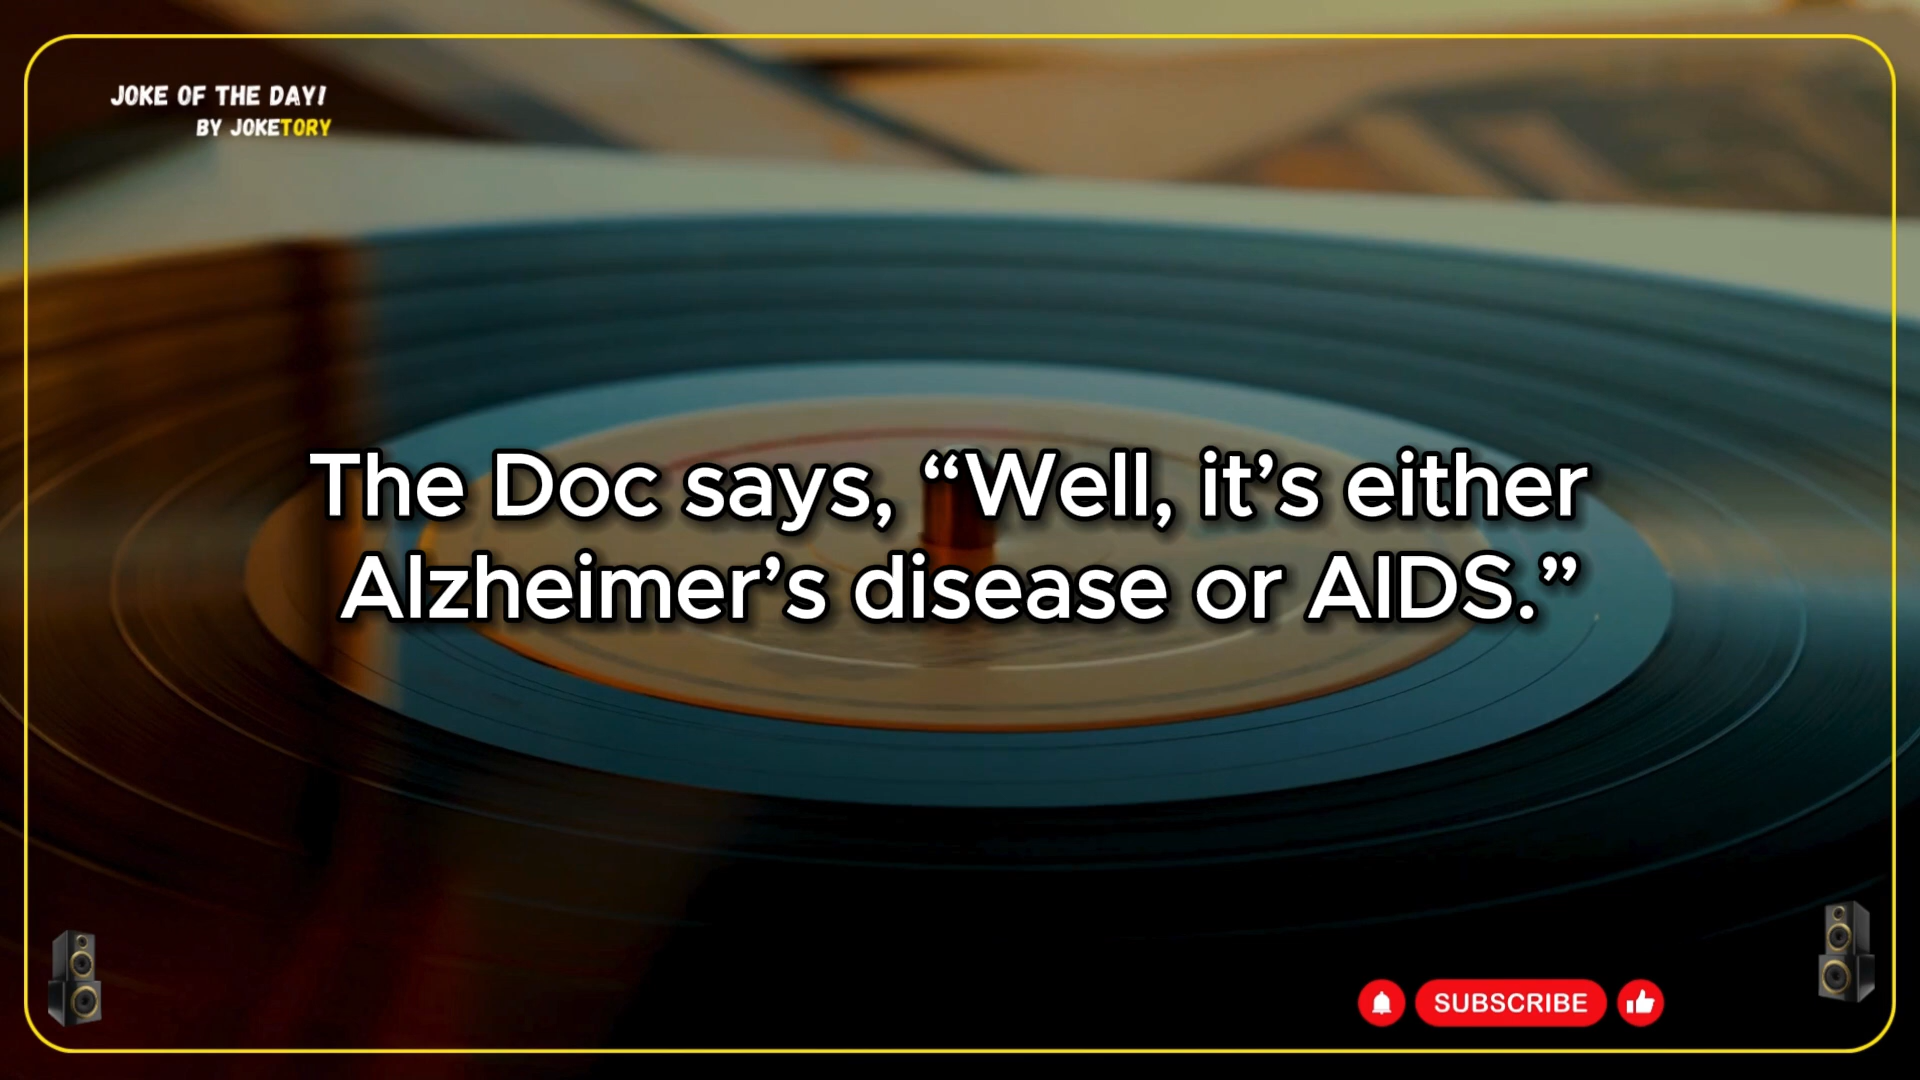 JOKE OF THE DAY!
BY JOKETORY
The Doc says, “Well, it’s either
Alzheimer’s disease or AIDS.”
SUBSCRIBE